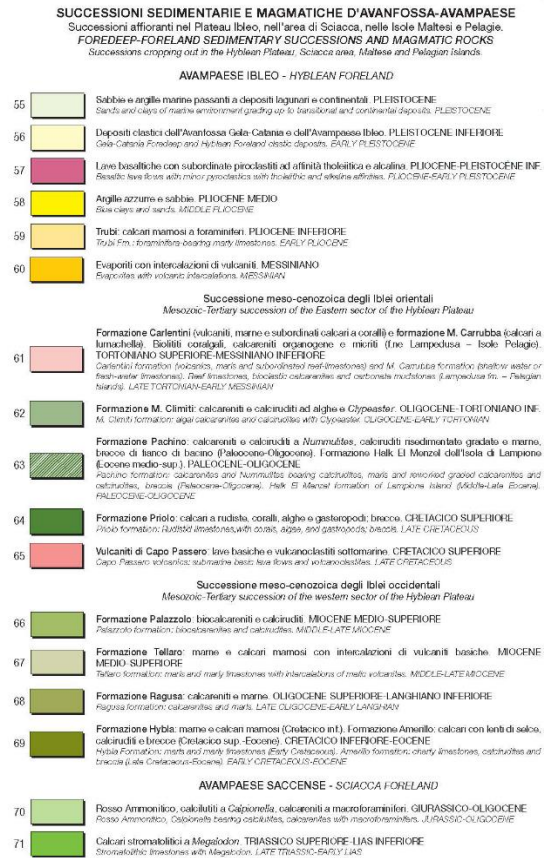 SUCCESSIONI SEDIMENTARIE E MAGMATICHE D'AVANFOSSA-AVAMPAESE
Successioni affioranti nel Plateau Ibleo, nell'area di Sciacca, nelle Isole Maltesi e Pelagie.
FOREDEEP-FORELAND SEDIMENTARY SUCCESSIONS AND MAGMATIC ROCKS
Successions cropping out in the Hyblean Plateau, Sciacca area, Maltese and Pelagian islands.
AVAMPAESE IBLEO - HYBLEAN FORELAND
55 Sabbie e argille marine passanti a depositi lagunari e continentali. PLEISTOCENE
Sands and clays of marine environment grading up to transitional and continental deposits. PLEISTOCENE
56 Depositi clastici dell'Avanfossa Gela-Catania e dell'Avampaese Ibleo. PLEISTOCENE INFERIORE
Gela-Catania Foredeep and Hyblean Foreland clastic deposits. EARLY PLEISTOCENE
57 Lave basaltiche con subordinate piroclastiti ad affinità tholeiitica e alcalina. PLIOCENE-PLEISTOCENE INF.
Basaltic lava flows with minor pyroclastics with tholeiithic and alkaline affinities. PLIOCENE-EARLY PLEISTOCENE
58 Argille azzurre e sabbie. PLIOCENE MEDIO
Blue clays and sands. MIDDLE PLIOCENE
59 Trubi: calcari marnosi a foraminiferi. PLIOCENE INFERIORE
Trubi Fm.: foraminifera-bearing marly limestones. EARLY PLIOCENE
60 Evaporiti con intercalazioni di vulcaniti. MESSINIANO
Evaporites with volcanic intercalations. MESSINIAN
Successione meso-cenozoica degli Iblei orientali
Mesozoic-Tertiary succession of the Eastern sector of the Hyblean Plateau
Formazione Carlentini (vulcaniti, marne e subordinati calcari a coralli) e formazione M. Carrubba (calcari a
lumachella). Biolititi coralgali, calcareniti organogene e micriti (f.ne Lampedusa – Isole Pelagie).
61 TORTONIANO SUPERIORE-MESSINIANO INFERIORE
Carlentini formation (volcanics, marls and subordinated reef-limestones) and M. Carrubba formation (shallow water or
fresh-water limestones). Reef limestones, bioclastic calcarenites and carbonate mudstones (Lampedusa fm. – Pelagian
Islands). LATE TORTONIAN-EARLY MESSINIAN
62 Formazione M. Climiti: calcareniti e calciruditi ad alghe e Clypeaster. OLIGOCENE-TORTONIANO INF.
M. Climiti formation: algal calcarenites and calcirudites with Clypeaster. OLIGOCENE-EARLY TORTONIAN
Formazione Pachino: calcareniti e calciruditi a Nummulites, calciruditi risedimentate gradate e marne,
brecce di fianco di bacino (Paleocene-Oligocene). Formazione Halk El Menzel dell'Isola di Lampione
63 (Eocene medio-sup.). PALEOCENE-OLIGOCENE
Pachino formation: calcarenites and Nummulites bearing calcirudites, marls and reworked graded calcarenites and
calcirudites, breccia (Paleocene-Oligocene). Halk El Menzel formation of Lampione Island (Middle-Late Eocene).
PALEOCENE-OLIGOCENE
64 Formazione Priolo: calcari a rudiste, coralli, alghe e gasteropodi; brecce. CRETACICO SUPERIORE
Priolo formation: Rudistid limestones,with corals, algae, and gastropods; breccia. LATE CRETACEOUS
65 Vulcaniti di Capo Passero: lave basiche e vulcanoclastiti sottomarine. CRETACICO SUPERIORE
Capo Passero volcanics: submarine basic lava flows and volcanoclastites. LATE CRETACEOUS
Successione meso-cenozoica degli Iblei occidentali
Mesozoic-Tertiary succession of the western sector of the Hyblean Plateau
66 Formazione Palazzolo: biocalcareniti e calciruditi. MIOCENE MEDIO-SUPERIORE
Palazzolo formation: biocalcarenites and calcirudites. MIDDLE-LATE MIOCENE
67 Formazione Tellaro: marne e calcari marnosi con intercalazioni di vulcaniti basiche. MIOCENE
MEDIO-SUPERIORE
Tellaro formation: marls and marly limestones with intercalations of mafic volcanites. MIDDLE-LATE MIOCENE
68 Formazione Ragusa: calcareniti e marne. OLIGOCENE SUPERIORE-LANGHIANO INFERIORE
Ragusa formation: calcarenites and marls. LATE OLIGOCENE-EARLY LANGHIAN
Formazione Hybla: marne e calcari marnosi (Cretacico inf.). Formazione Amerillo: calcari con lenti di selce,
69 calciruditi e brecce (Cretacico sup.-Eocene). CRETACICO INFERIORE-EOCENE
Hybla Formation: marls and marly limestones (Early Cretaceous). Amerillo formation: cherty limestones, calcirudites and
breccia (Late Cretaceous-Eocene). EARLY CRETACEOUS-EOCENE
AVAMPAESE SACCENSE - SCIACCA FORELAND
70 Rosso Ammonitico, calcilutiti a Calpionella, calcareniti a macroforaminiferi. GIURASSICO-OLIGOCENE
Rosso Ammonitico, Calpionella bearing calcilutites, calcarenites with macroforaminifers. JURASSIC-OLIGOCENE
71 Calcari stromatolitici a Megalodon. TRIASSICO SUPERIORE-LIAS INFERIORE
Stromatolithic limestones with Megalodon. LATE TRIASSIC-EARLY LIAS